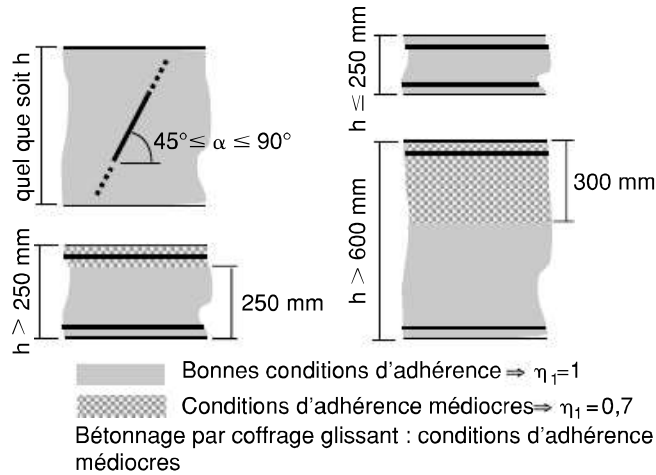 quel que soit h
45° ≤ α ≤ 90°
h ≤ 250 mm
h > 250 mm
250 mm
h > 600 mm
300 mm
Bonnes conditions d'adhérence ⇒ η₁=1
Conditions d'adhérence médiocres⇒ η₁=0,7
Bétonnage par coffrage glissant : conditions d'adhérence
médiocres